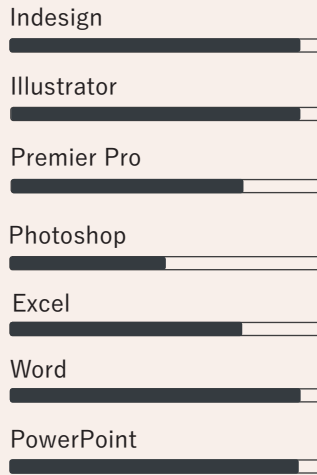 Indesign
Illustrator
Premier Pro
Photoshop
Excel
Word
PowerPoint